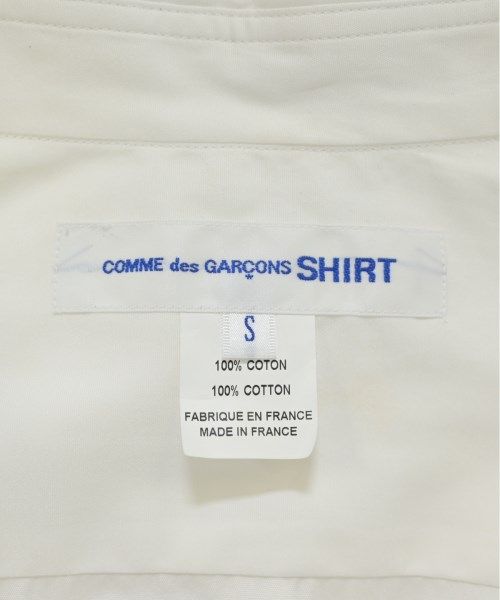 COMME des GARÇONS SHIRT
S
100% COTON
100% COTTON
FABRIQUE EN FRANCE
MADE IN FRANCE